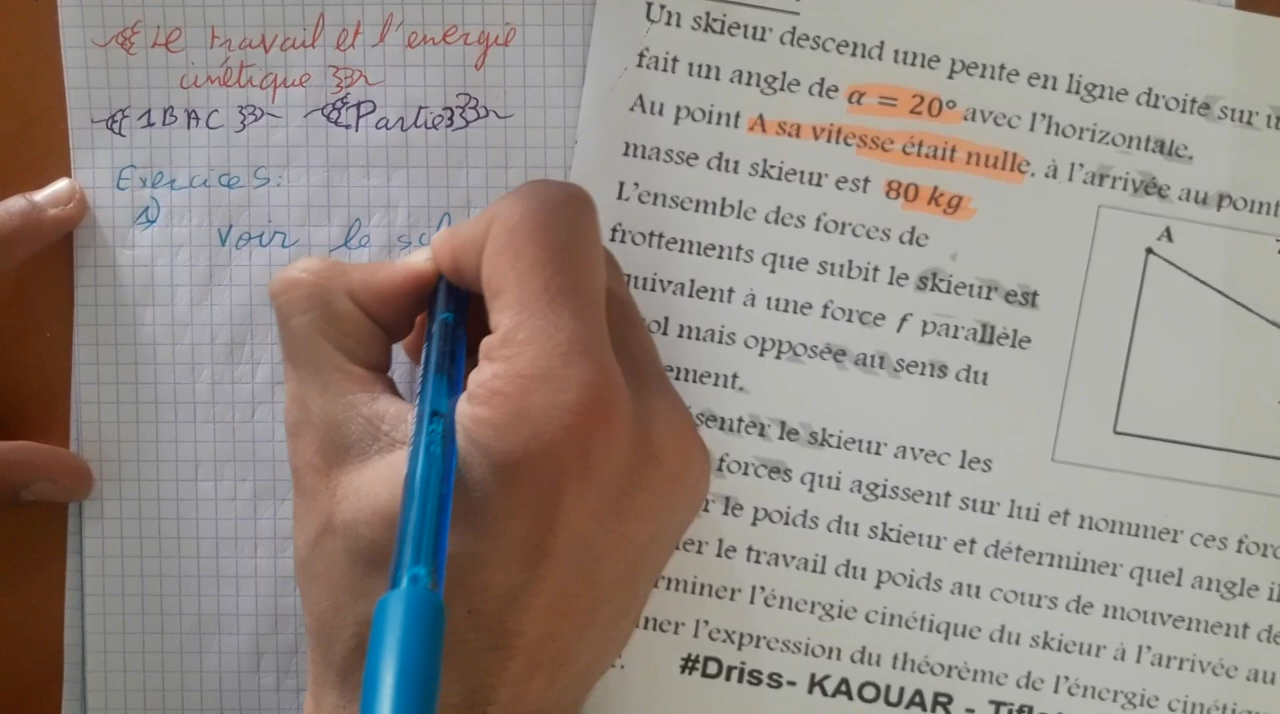 Le travail et l'energie
cinétique
1BAC Partie
Exercice
1)
Voir le
Un skieur descend une pente en ligne droite sur
fait un angle de α = 20° avec l'horizontale.
Au point A sa vitesse était nulle, à l'arrivée au point
masse du skieur est 80 kg
L'ensemble des forces de
frottements que subit le skieur est
quivalent à une force f parallèle
ol mais opposée au sens du
ement.
A
senter le skieur avec les
forces qui agissent sur lui et nommer ces forc
r le poids du skieur et déterminer quel angle il
er le travail du poids au cours de mouvement de
rminer l'énergie cinétique du skieur à l'arrivée au
ner l'expression du théorème de l'énergie cinétiq
#Driss- KAOUAR - Tifle